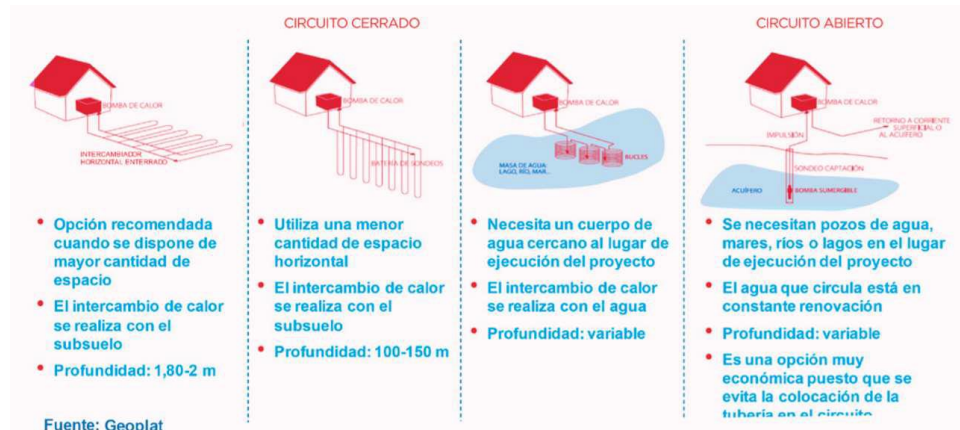 CIRCUITO CERRADO
CIRCUITO ABIERTO
BOMBA DE CALOR
INTERCAMBIADOR
HORIZONTAL ENTERRADO
• Opción recomendada
cuando se dispone de
mayor cantidad de
espacio
• El intercambio de calor
se realiza con el
subsuelo
• Profundidad: 1,80-2 m
BOMBA DE CALOR
BATERÍA DE SONDEOS
• Utiliza una menor
cantidad de espacio
horizontal
• El intercambio de calor
se realiza con el
subsuelo
• Profundidad: 100-150 m
BOMBA DE CALOR
MASA DE AGUA:
LAGO, RÍO, MAR...
BUCLES
• Necesita un cuerpo de
agua cercano al lugar de
ejecución del proyecto
• El intercambio de calor
se realiza con el agua
• Profundidad: variable
BOMBA DE CALOR
RETORNO A CORRIENTE
SUPERFICIAL O
AL ACUÍFERO
IMPULSIÓN
SONDEO CAPTACIÓN
ACUÍFERO
BOMBA SUMERGIBLE
• Se necesitan pozos de agua,
mares, ríos o lagos en el lugar
de ejecución del proyecto
• El agua que circula está en
constante renovación
• Profundidad: variable
• Es una opción muy
económica puesto que se
evita la colocación de la
tubería en el circuito
Fuente: Geoplat